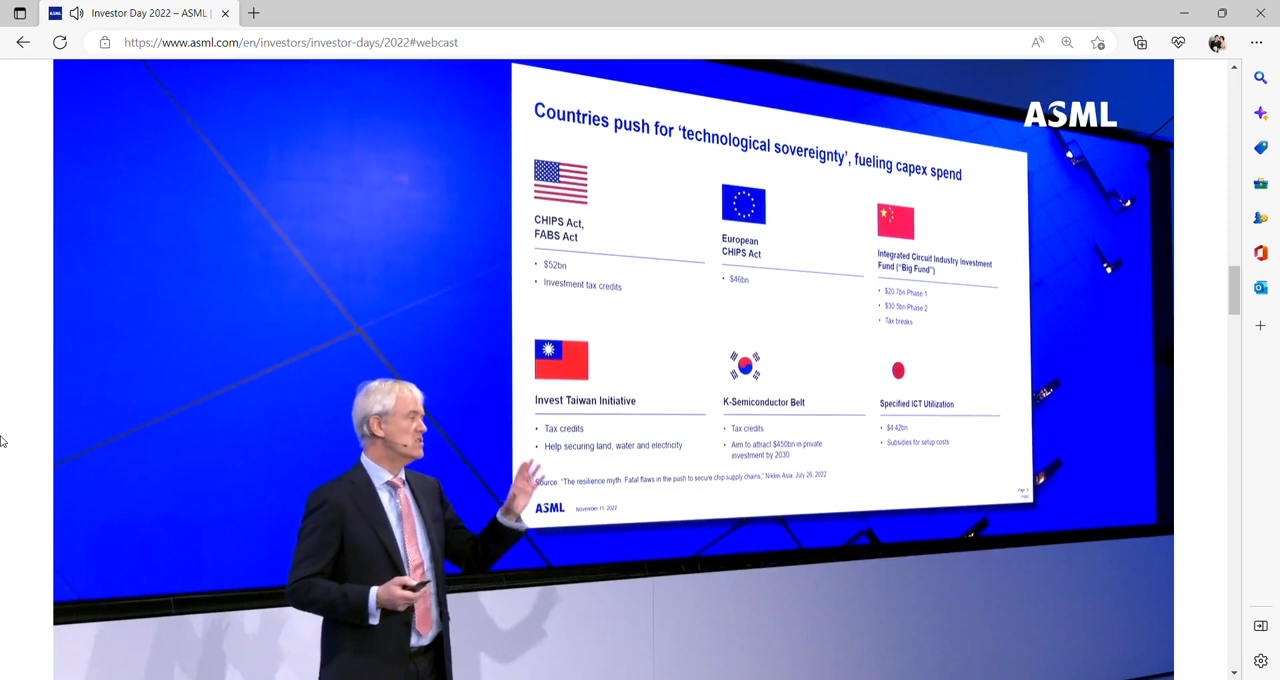 ASML
Investor Day 2022 – ASML |
https://www.asml.com/en/investors/investor-days/2022#webcast
ASML
Countries push for ‘technological sovereignty’, fueling capex spend
CHIPS Act,
FABS Act
• $52bn
• Investment tax credits
European
CHIPS Act
• $46bn
Integrated Circuit Industry Investment
Fund (“Big Fund”)
• $20.7bn Phase 1
• $30.5bn Phase 2
• Tax breaks
Invest Taiwan Initiative
• Tax credits
• Help securing land, water and electricity
K-Semiconductor Belt
• Tax credits
• Aim to attract $450bn in private
investment by 2030
Specified ICT Utilization
• $4.42bn
• Subsidies for setup costs
Source: “The resilience myth: Fatal flaws in the push to secure chip supply chains,” Nikkei Asia, July 26, 2022
ASML
November 11, 2022